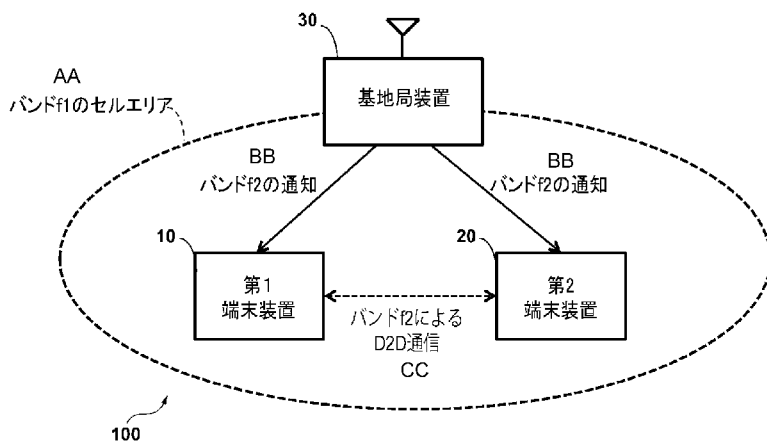 30
基地局装置
AA
バンドf1のセルエリア
BB
バンドf2の通知
BB
バンドf2の通知
10
第1
端末装置
20
第2
端末装置
バンドf2による
D2D通信
CC
100